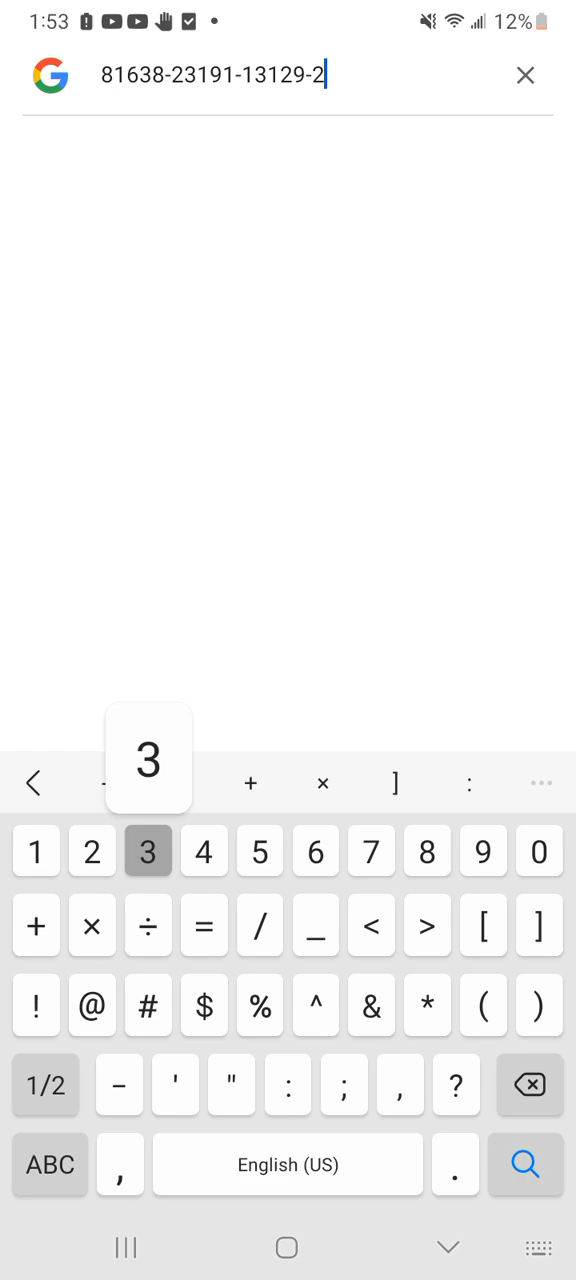 1:53 12%
81638-23191-13129-2
3
+ × ] :
1 2 3 4 5 6 7 8 9 0
+ × ÷ = / _ < > [ ]
! @ # $ % ^ & * ( )
1/2 - ' " : ; , ?
ABC , English (US) .